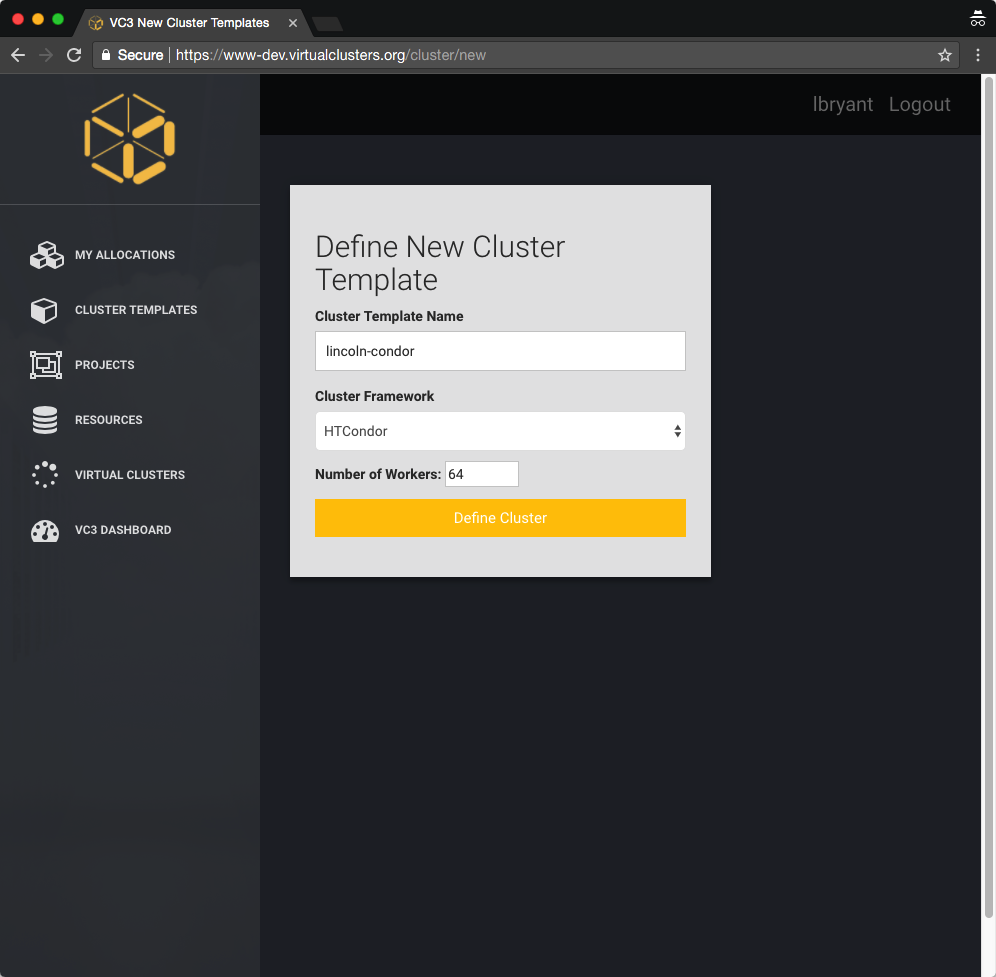 VC3 New Cluster Templates
Secure https://www-dev.virtualclusters.org/cluster/new
lbryant Logout
MY ALLOCATIONS
CLUSTER TEMPLATES
PROJECTS
RESOURCES
VIRTUAL CLUSTERS
VC3 DASHBOARD
Define New Cluster
Template
Cluster Template Name
lincoln-condor
Cluster Framework
HTCondor
Number of Workers: 64
Define Cluster